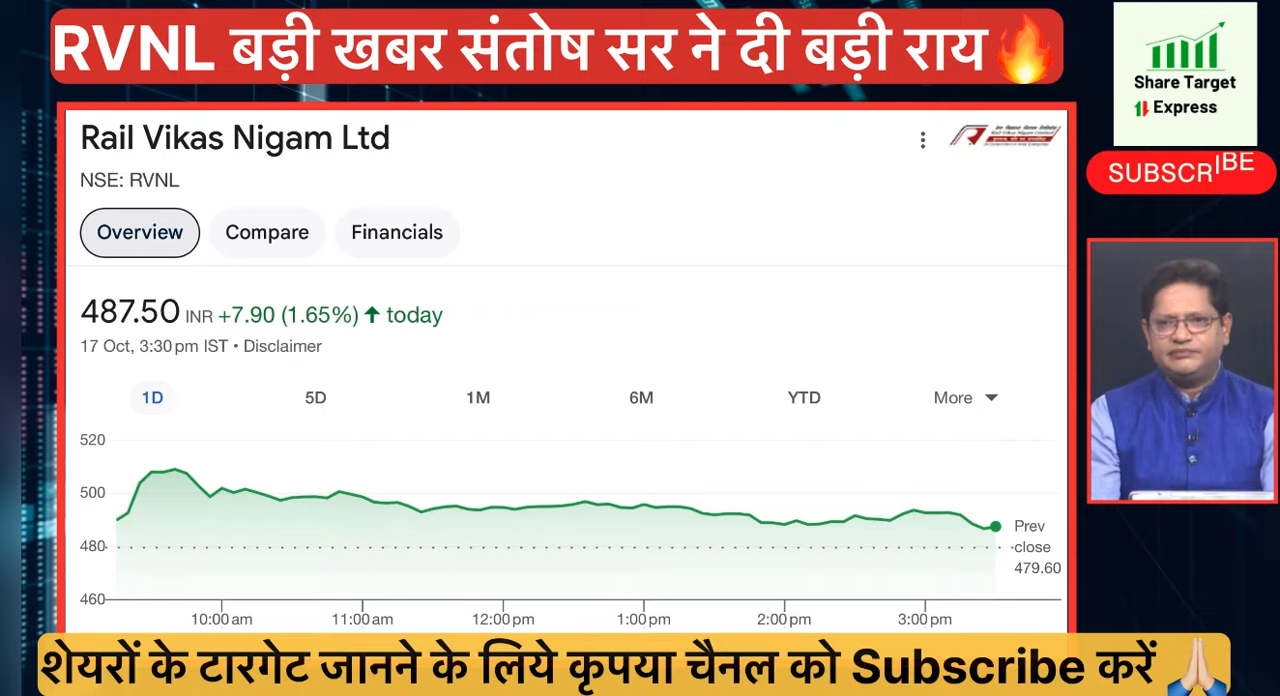 RVNL बड़ी खबर संतोष सर ने दी बड़ी राय🔥
Share Target
Express
SUBSCRIBE
Rail Vikas Nigam Ltd
NSE: RVNL
Overview Compare Financials
487.50 INR +7.90 (1.65%) ↑ today
17 Oct, 3:30 pm IST • Disclaimer
1D 5D 1M 6M YTD More
520
500
480
460
Prev
close
479.60
10:00 am 11:00 am 12:00 pm 1:00 pm 2:00 pm 3:00 pm
शेयरों के टारगेट जानने के लिये कृपया चैनल को Subscribe करें 🙏